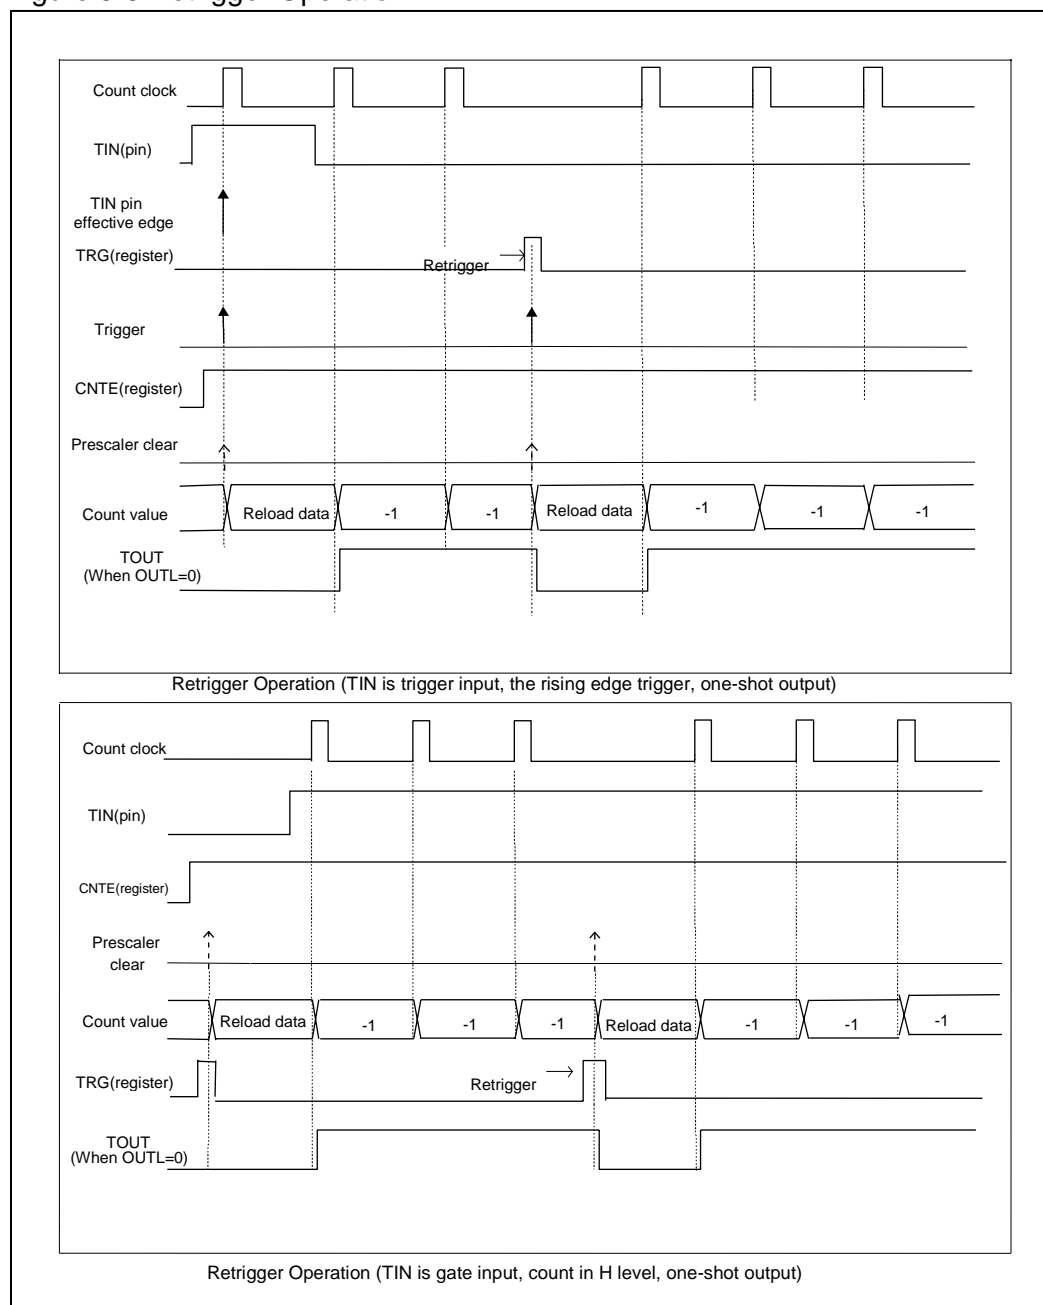 Count clock
TIN(pin)
TIN pin
effective edge
TRG(register)
Retrigger
Trigger
CNTE(register)
Prescaler clear
Count value
Reload data
-1
-1
Reload data
-1
-1
-1
TOUT
(When OUTL=0)
Retrigger Operation (TIN is trigger input, the rising edge trigger, one-shot output)
Count clock
TIN(pin)
CNTE(register)
Prescaler
clear
Count value
Reload data
-1
-1
-1
Reload data
-1
-1
-1
TRG(register)
Retrigger
TOUT
(When OUTL=0)
Retrigger Operation (TIN is gate input, count in H level, one-shot output)